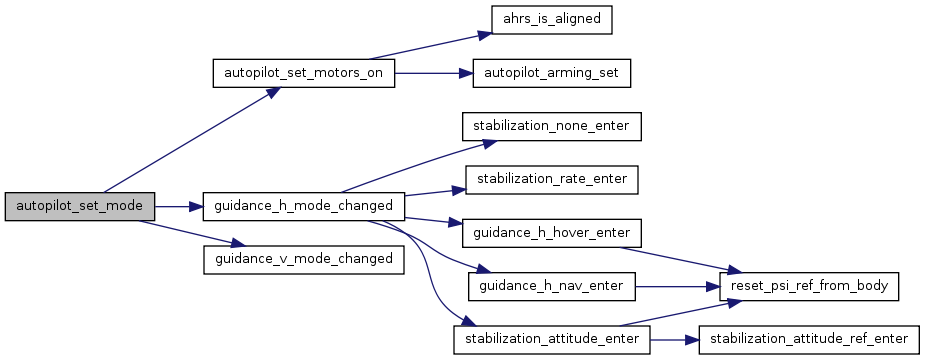 ahrs_is_aligned
autopilot_set_motors_on
autopilot_arming_set
stabilization_none_enter
stabilization_rate_enter
autopilot_set_mode
guidance_h_mode_changed
guidance_h_hover_enter
guidance_v_mode_changed
guidance_h_nav_enter
reset_psi_ref_from_body
stabilization_attitude_enter
stabilization_attitude_ref_enter